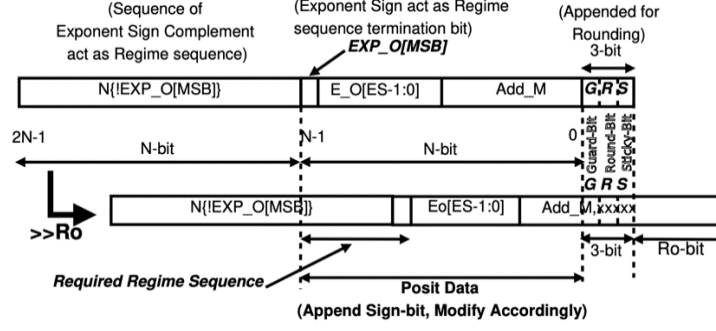 (Sequence of
Exponent Sign Complement
act as Regime sequence)
(Exponent Sign act as Regime
sequence termination bit)
EXP_O[MSB]
(Appended for
Rounding)
3-bit
N{!EXP_O[MSB]}
E_O[ES-1:0]
Add_M
G R S
2N-1
N-1
0
N-bit
N-bit
Guard-Bit
Round-Bit
Sticky-Bit
G R S
N{!EXP_O[MSB]}
Eo[ES-1:0]
Add_M,xxxxx
>>Ro
3-bit
Ro-bit
Required Regime Sequence
Posit Data
(Append Sign-bit, Modify Accordingly)